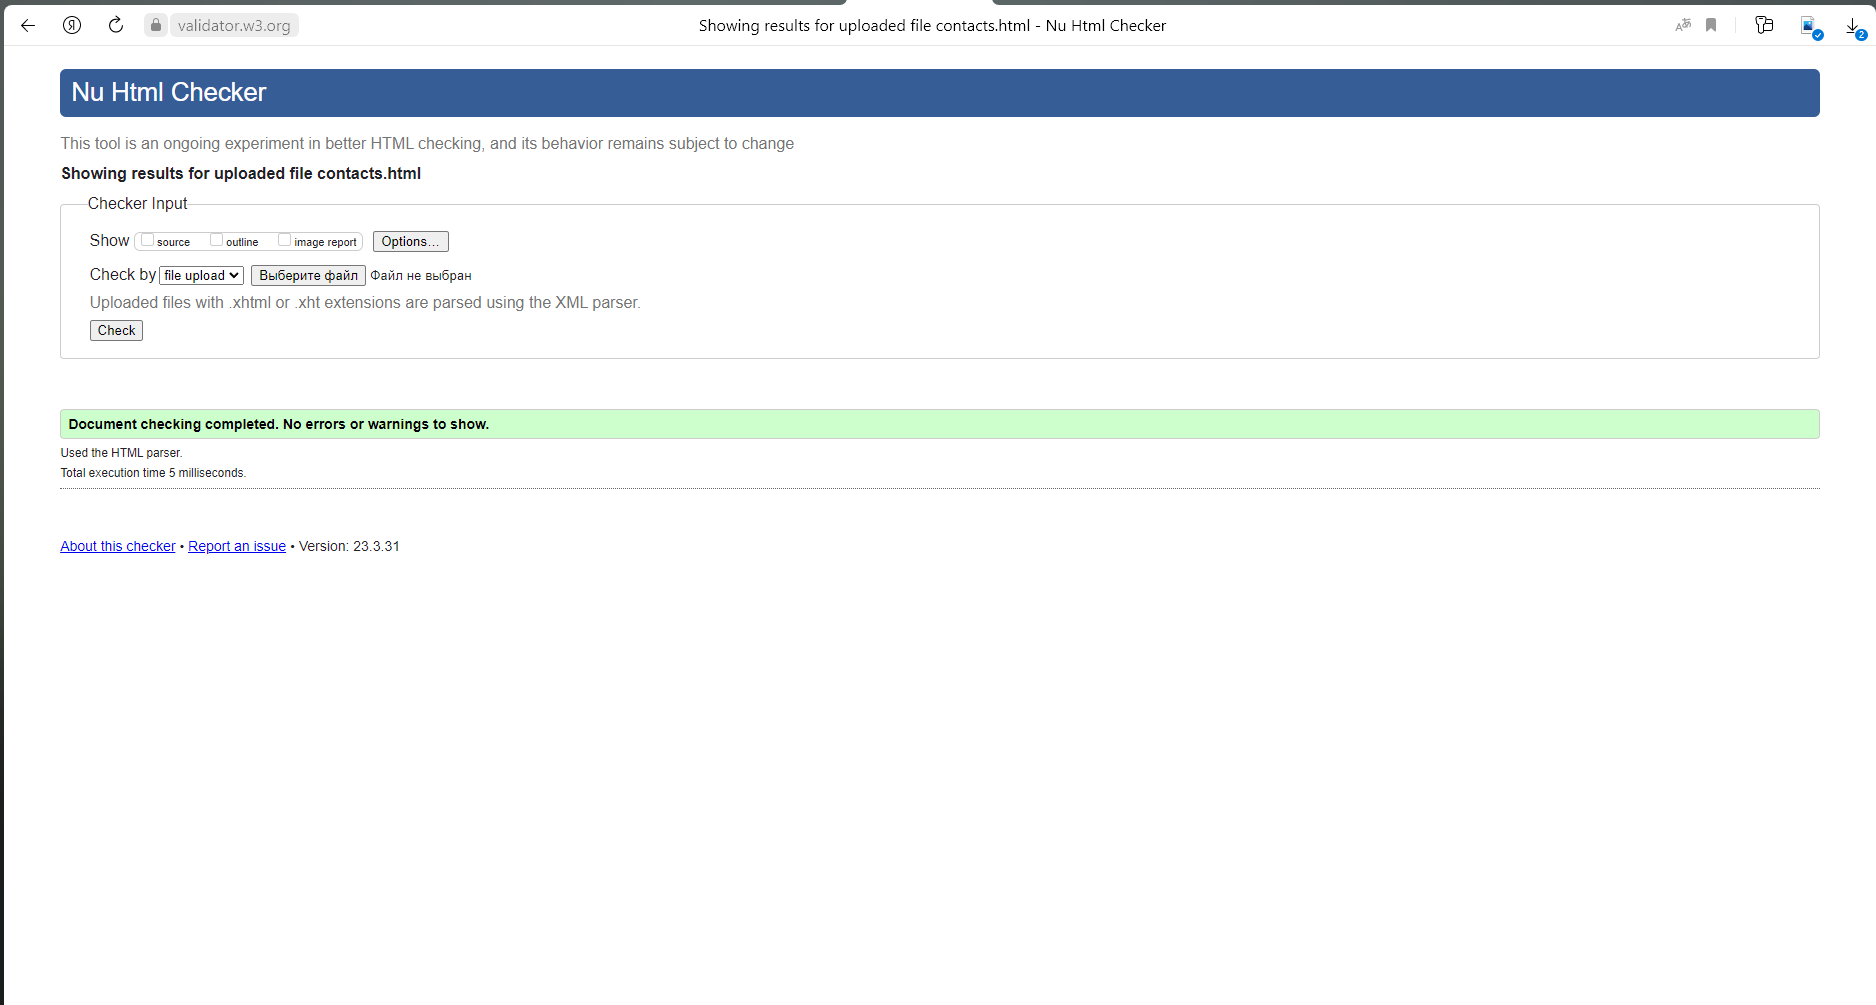 validator.w3.org
Showing results for uploaded file contacts.html - Nu Html Checker
2
Nu Html Checker
This tool is an ongoing experiment in better HTML checking, and its behavior remains subject to change
Showing results for uploaded file contacts.html
Checker Input
Show source outline image report Options...
Check by file upload Выберите файл Файл не выбран
Uploaded files with .xhtml or .xht extensions are parsed using the XML parser.
Check
Document checking completed. No errors or warnings to show.
Used the HTML parser.
Total execution time 5 milliseconds.
About this checker • Report an issue • Version: 23.3.31